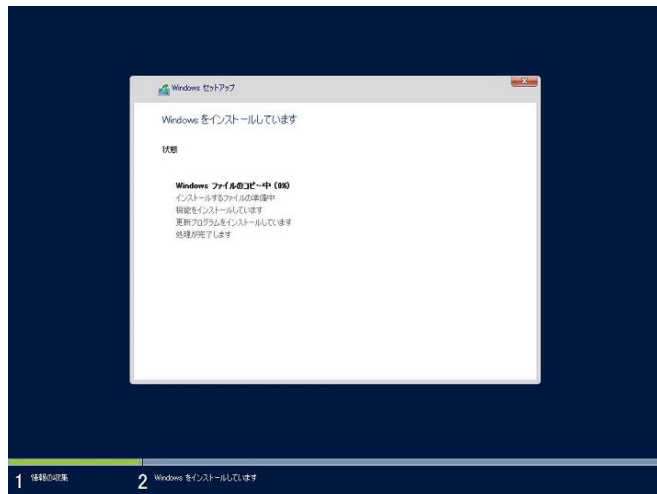 Windows セットアップ
Windows をインストールしています
状態
Windows ファイルのコピー中 (0%)
インストールするファイルの準備中
機能をインストールしています
更新プログラムをインストールしています
処理が完了します
1 情報の収集
2 Windows をインストールしています